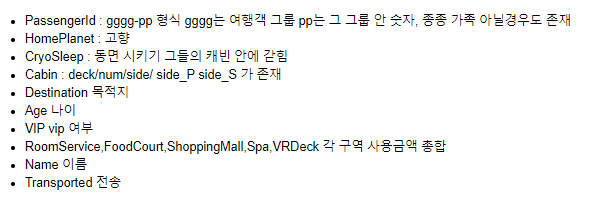 PassengerId : gggg-pp 형식 gggg는 여행객 그룹 pp는 그 그룹 안 숫자, 종종 가족 아닐경우도 존재
HomePlanet : 고향
CryoSleep : 동면 시키기 그들의 캐빈 안에 갇힘
Cabin : deck/num/side/ side_P side_S 가 존재
Destination 목적지
Age 나이
VIP vip 여부
RoomService,FoodCourt,ShoppingMall,Spa,VRDeck 각 구역 사용금액 총합
Name 이름
Transported 전송